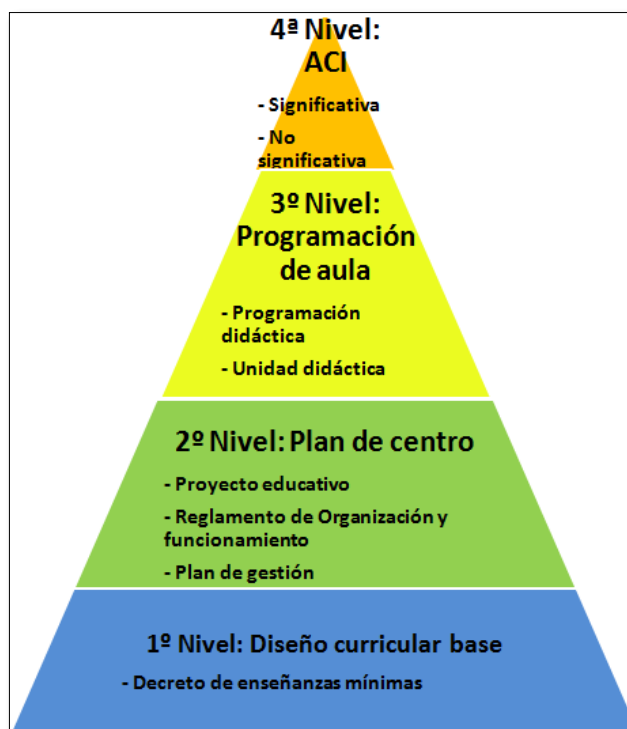 4ª Nivel:
ACI
- Significativa
- No
significativa
3º Nivel:
Programación
de aula
- Programación
didáctica
- Unidad didáctica
2º Nivel: Plan de centro
- Proyecto educativo
- Reglamento de Organización y
funcionamiento
- Plan de gestión
1º Nivel: Diseño curricular base
- Decreto de enseñanzas mínimas